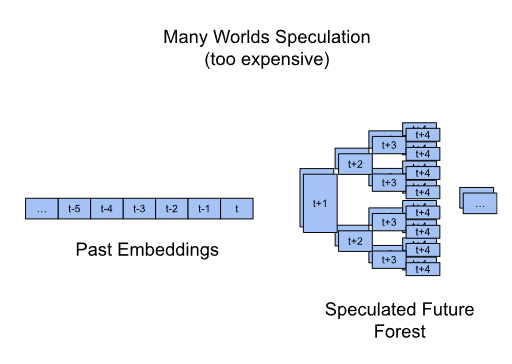 Many Worlds Speculation
(too expensive)
... t-5 t-4 t-3 t-2 t-1 t
Past Embeddings
t+1
t+2
t+2
t+3
t+3
t+3
t+3
t+4
t+4
t+4
t+4
t+4
t+4
t+4
t+4
...
Speculated Future
Forest